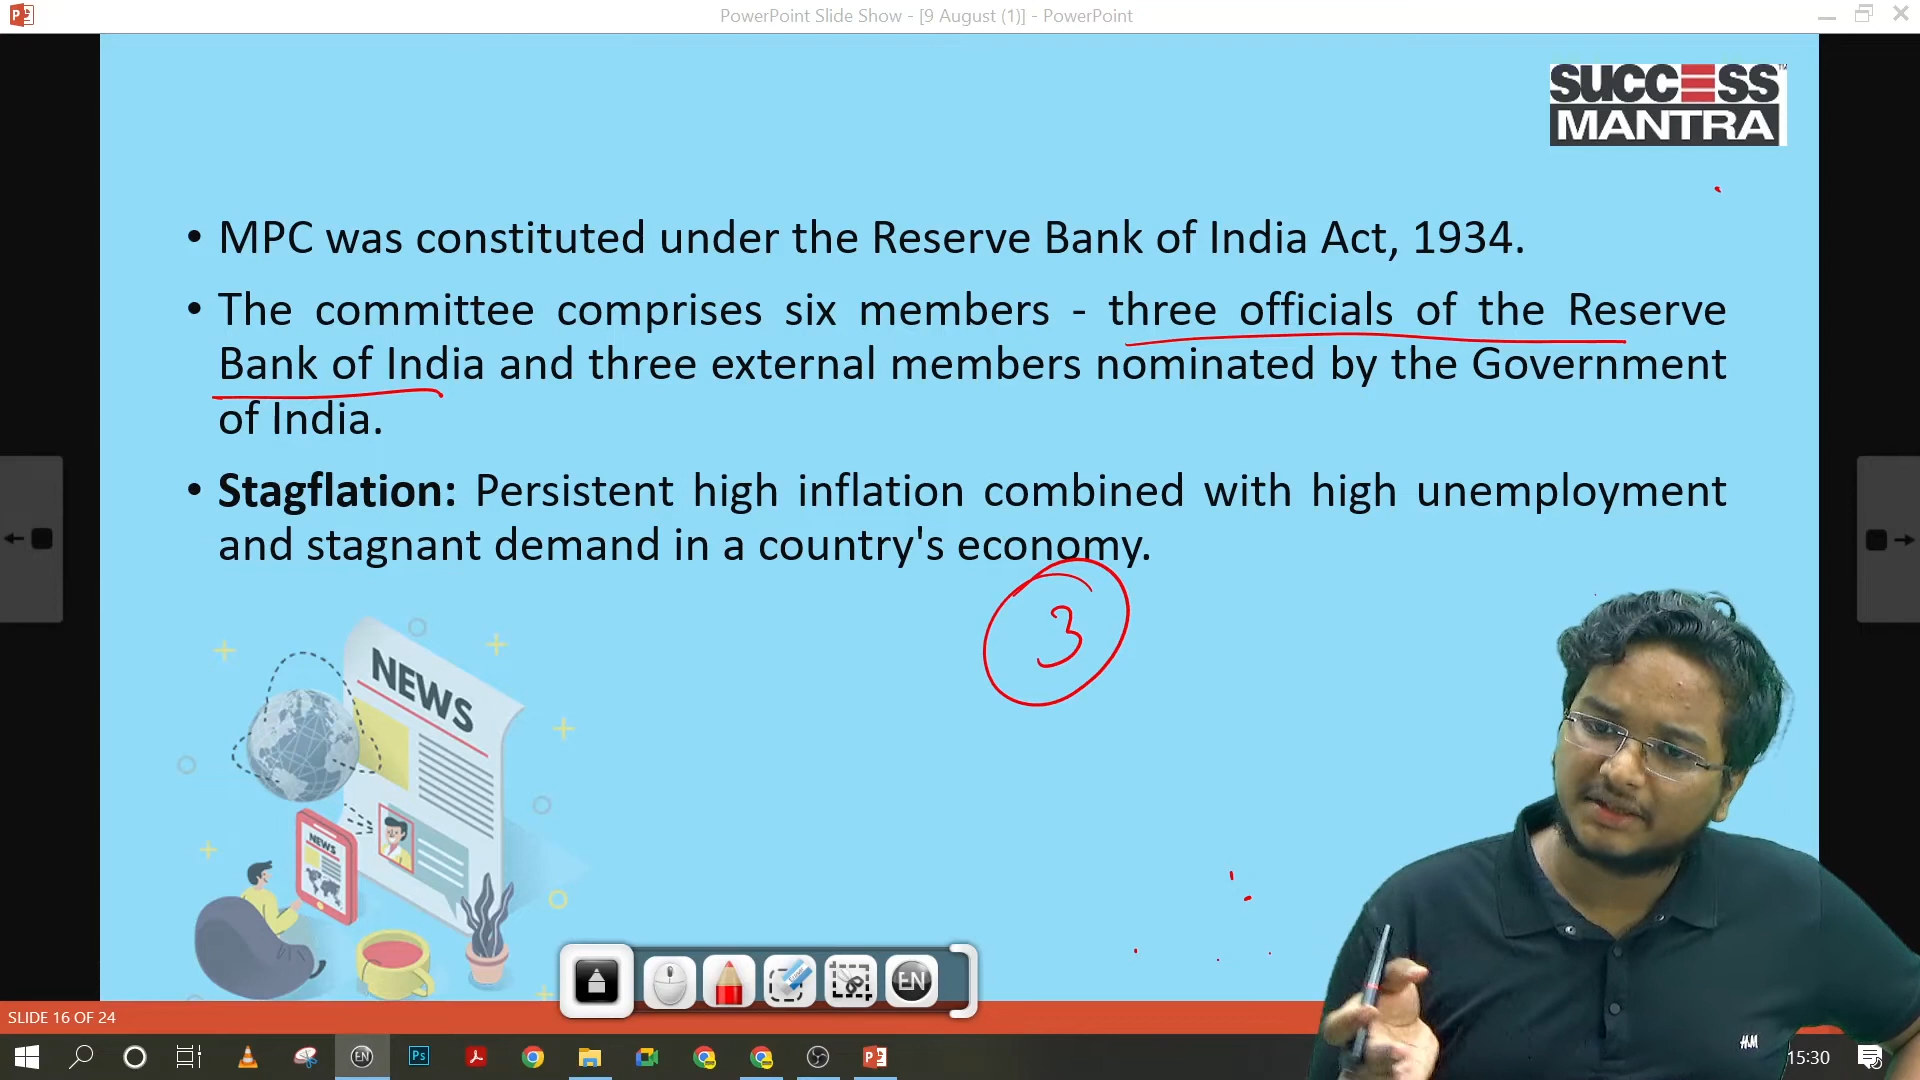 PowerPoint Slide Show - [9 August (1)] - PowerPoint
SUCCESS
MANTRA
• MPC was constituted under the Reserve Bank of India Act, 1934.
• The committee comprises six members - three officials of the Reserve
Bank of India and three external members nominated by the Government
of India.
• Stagflation: Persistent high inflation combined with high unemployment
and stagnant demand in a country's economy.
3
NEWS
NEWS
EN
SLIDE 16 OF 24
EN
Ps
H&M
15:30